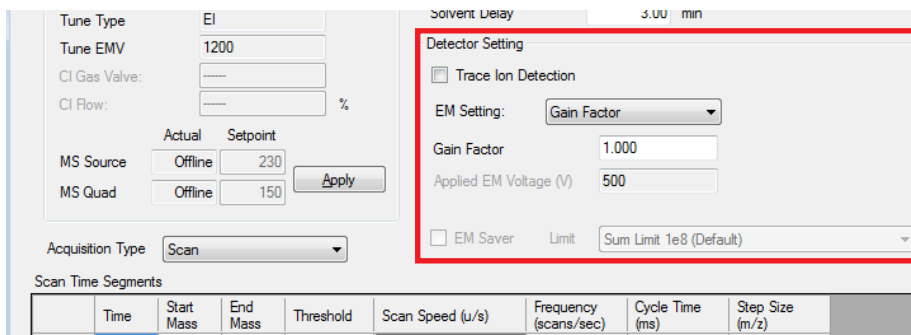 Tune Type EI
Tune EMV 1200
CI Gas Valve: ------
CI Flow: ------ %
Actual Setpoint
MS Source Offline 230
MS Quad Offline 150
Apply
Solvent Delay 3.00 min
Detector Setting
Trace Ion Detection
EM Setting: Gain Factor
Gain Factor 1.000
Applied EM Voltage (V) 500
EM Saver Limit Sum Limit 1e8 (Default)
Acquisition Type Scan
Scan Time Segments
Time Start Mass End Mass Threshold Scan Speed (u/s) Frequency (scans/sec) Cycle Time (ms) Step Size (m/z)